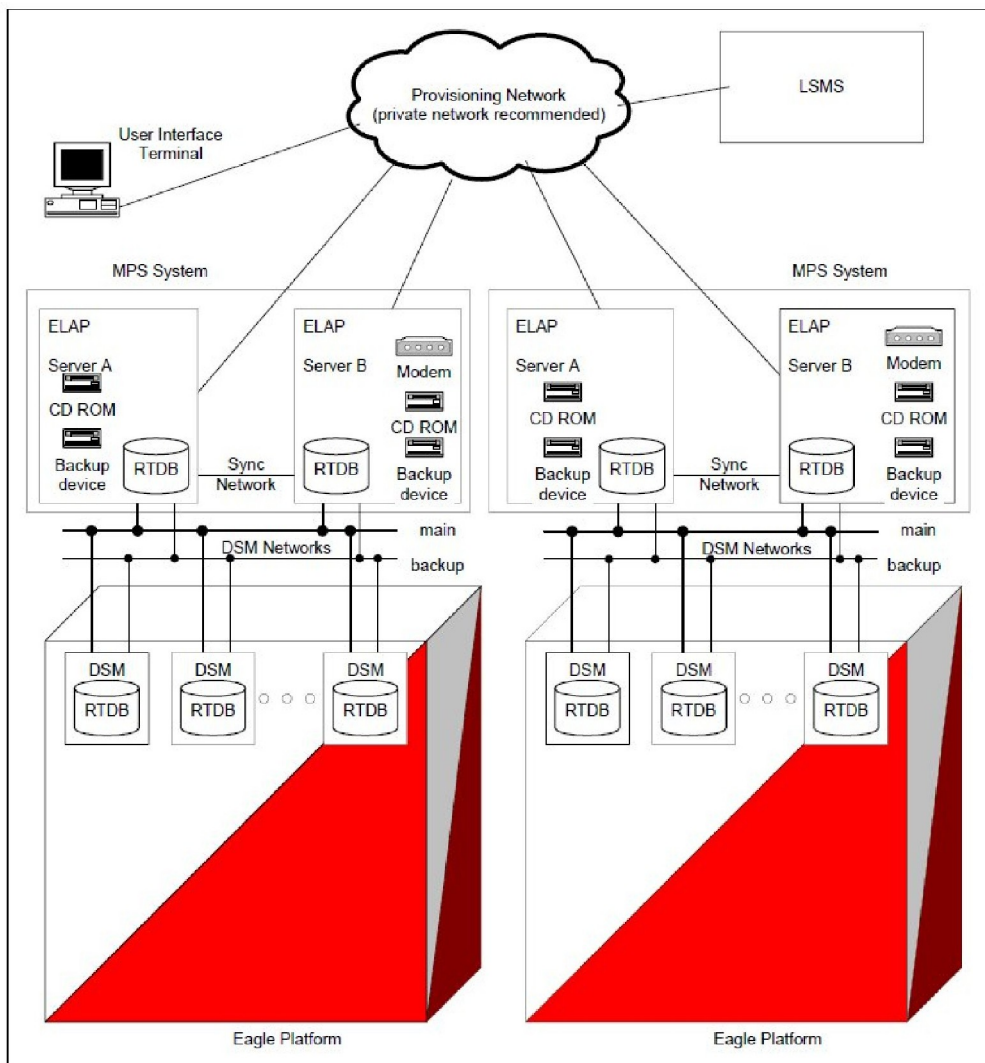 Provisioning Network
(private network recommended)
LSMS
User Interface
Terminal
MPS System
ELAP
Server A
CD ROM
Backup
device
RTDB
Sync
Network
ELAP
Server B
Modem
CD ROM
Backup
device
RTDB
main
DSM Networks
backup
DSM
RTDB
DSM
RTDB
DSM
RTDB
Eagle Platform
MPS System
ELAP
Server A
CD ROM
Backup
device
RTDB
Sync
Network
ELAP
Server B
Modem
CD ROM
Backup
device
RTDB
main
DSM Networks
backup
DSM
RTDB
DSM
RTDB
DSM
RTDB
Eagle Platform